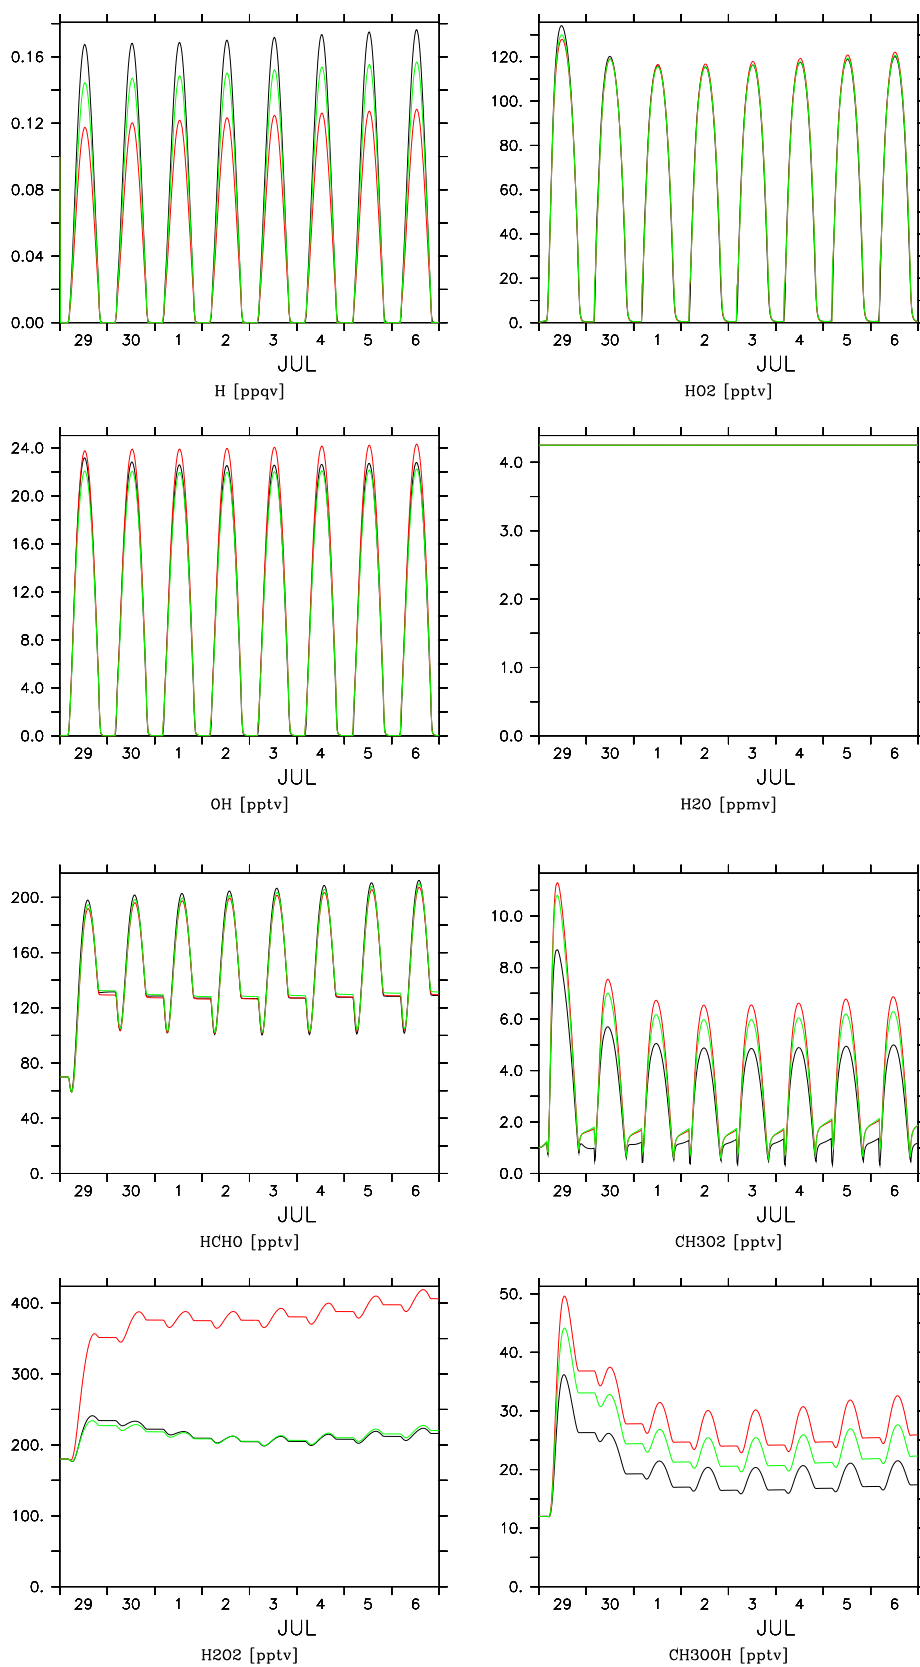 0.16
0.12
0.08
0.04
0.00
29 30 1 2 3 4 5 6
JUL
H [ppqv]
120.
100.
80.
60.
40.
20.
0.
29 30 1 2 3 4 5 6
JUL
HO2 [pptv]
24.0
20.0
16.0
12.0
8.0
4.0
0.0
29 30 1 2 3 4 5 6
JUL
OH [pptv]
4.0
3.0
2.0
1.0
0.0
29 30 1 2 3 4 5 6
JUL
H2O [ppmv]
200.
160.
120.
80.
40.
0.
29 30 1 2 3 4 5 6
JUL
HCHO [pptv]
10.0
8.0
6.0
4.0
2.0
0.0
29 30 1 2 3 4 5 6
JUL
CH3O2 [pptv]
400.
300.
200.
100.
0.
29 30 1 2 3 4 5 6
JUL
H2O2 [pptv]
50.
40.
30.
20.
10.
0.
29 30 1 2 3 4 5 6
JUL
CH3OOH [pptv]